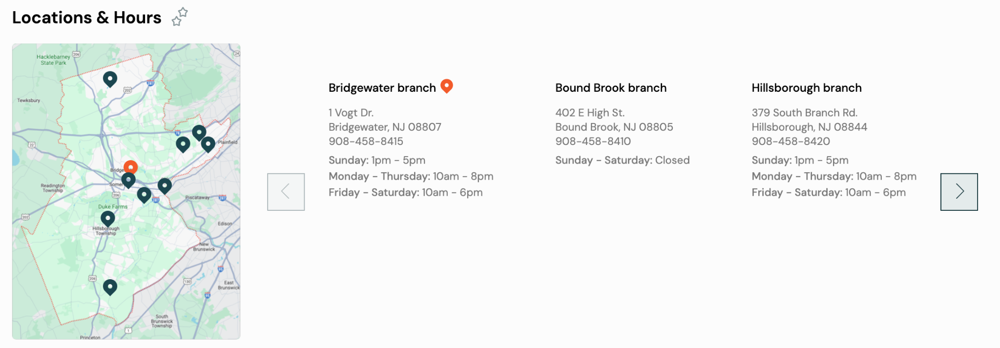 Locations & Hours
Hacklebarney
State Park
206
24
287
202
Tewksbury
78
22
Plainfield
Bridge
Somer
Readington
Township
206
287
Piscataway
287
Duke Farms
202
Edison
Hillsborough
Township
New
Brunswick
95
206
130
East
Brunswick
95
South
Brunswick
Township
1
Princeton
Bridgewater branch
1 Vogt Dr.
Bridgewater, NJ 08807
908-458-8415
Sunday: 1pm - 5pm
Monday - Thursday: 10am - 8pm
Friday - Saturday: 10am - 6pm
Bound Brook branch
402 E High St.
Bound Brook, NJ 08805
908-458-8410
Sunday - Saturday: Closed
Hillsborough branch
379 South Branch Rd.
Hillsborough, NJ 08844
908-458-8420
Sunday: 1pm - 5pm
Monday - Thursday: 10am - 8pm
Friday - Saturday: 10am - 6pm